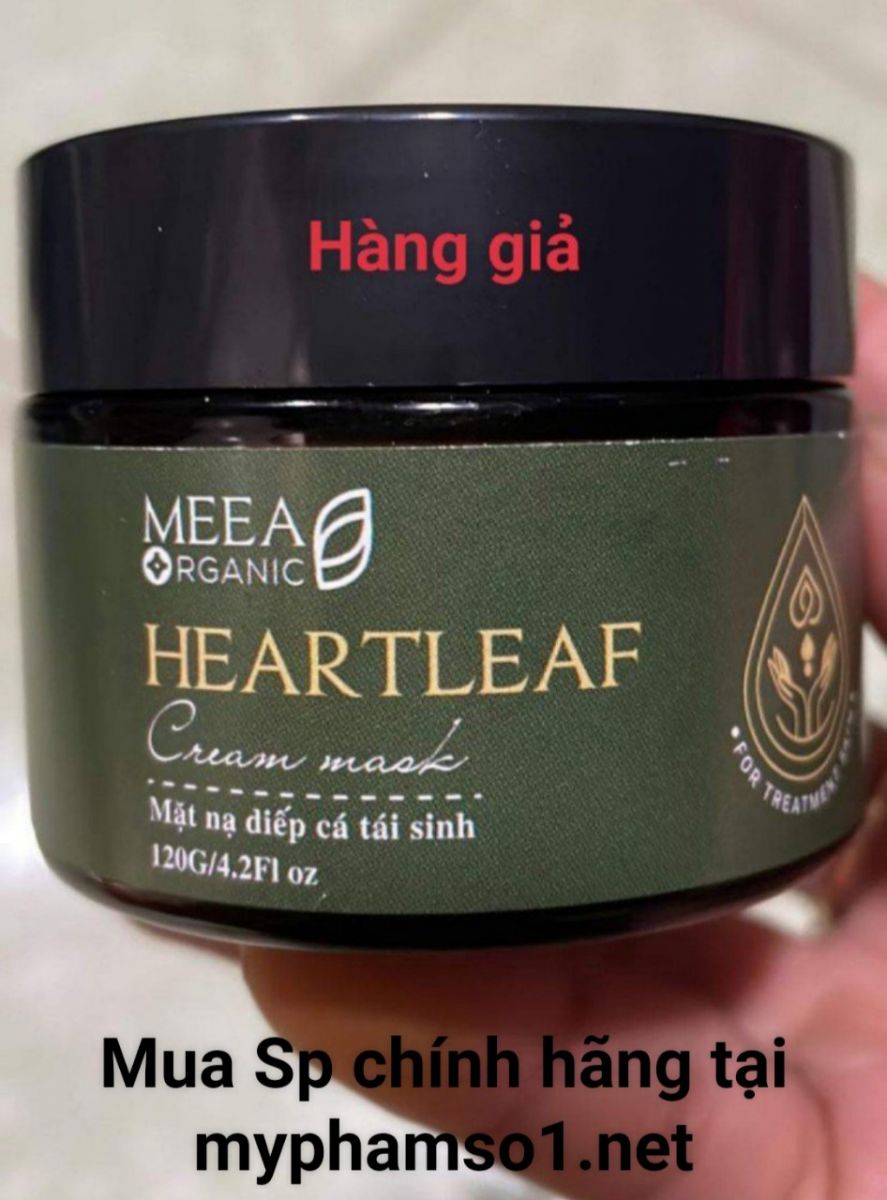 Hàng giả
MEEA
ORGANIC
HEARTLEAF
Cream mask
Mặt nạ diếp cá tái sinh
120G/4.2Fl oz
•FOR TREATMENT
Mua Sp chính hãng tại
myphamso1.net